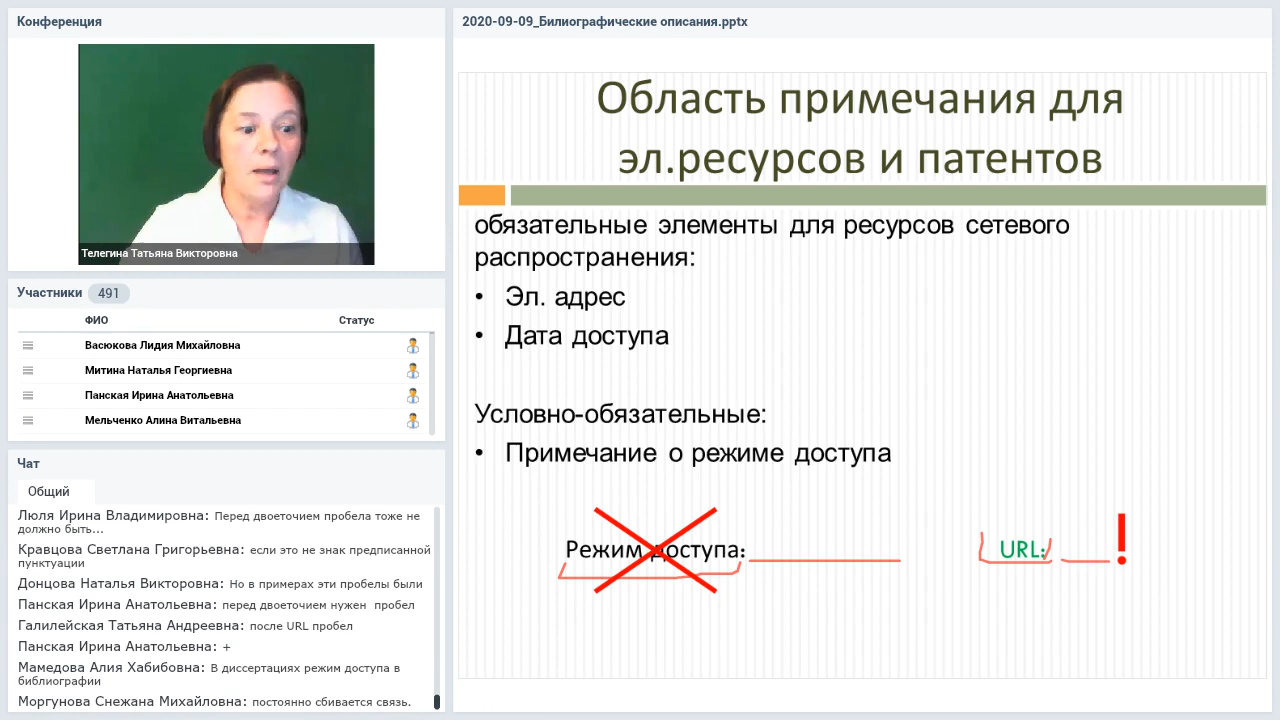 Конференция
Телегина Татьяна Викторовна
Участники 491
ФИО Статус
Васюкова Лидия Михайловна
Митина Наталья Георгиевна
Панская Ирина Анатольевна
Мельченко Алина Витальевна
Чат
Общий
Люля Ирина Владимировна: Перед двоеточием пробела тоже не
должно быть...
Кравцова Светлана Григорьевна: если это не знак предписанной
пунктуации
Донцова Наталья Викторовна: Но в примерах эти пробелы были
Панская Ирина Анатольевна: перед двоеточием нужен пробел
Галилейская Татьяна Андреевна: после URL пробел
Панская Ирина Анатольевна: +
Мамедова Алия Хабибовна: В диссертациях режим доступа в
библиографии
Моргунова Снежана Михайловна: постоянно сбивается связь.
2020-09-09_Билиографические описания.pptx
Область примечания для
эл.ресурсов и патентов
обязательные элементы для ресурсов сетевого
распространения:
• Эл. адрес
• Дата доступа
Условно-обязательные:
• Примечание о режиме доступа
Режим доступа: URL: !